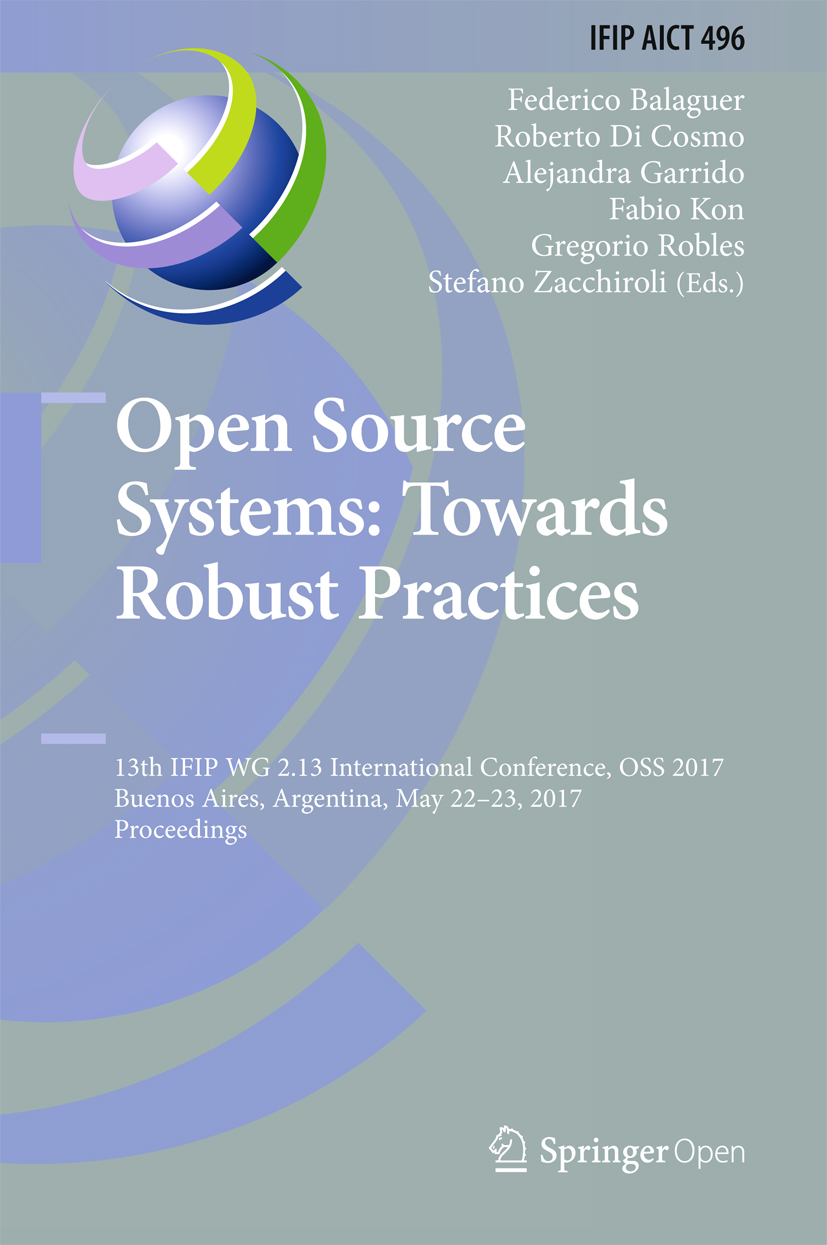 IFIP AICT 496
Federico Balaguer
Roberto Di Cosmo
Alejandra Garrido
Fabio Kon
Gregorio Robles
Stefano Zacchiroli (Eds.)
Open Source
Systems: Towards
Robust Practices
13th IFIP WG 2.13 International Conference, OSS 2017
Buenos Aires, Argentina, May 22–23, 2017
Proceedings
Springer Open